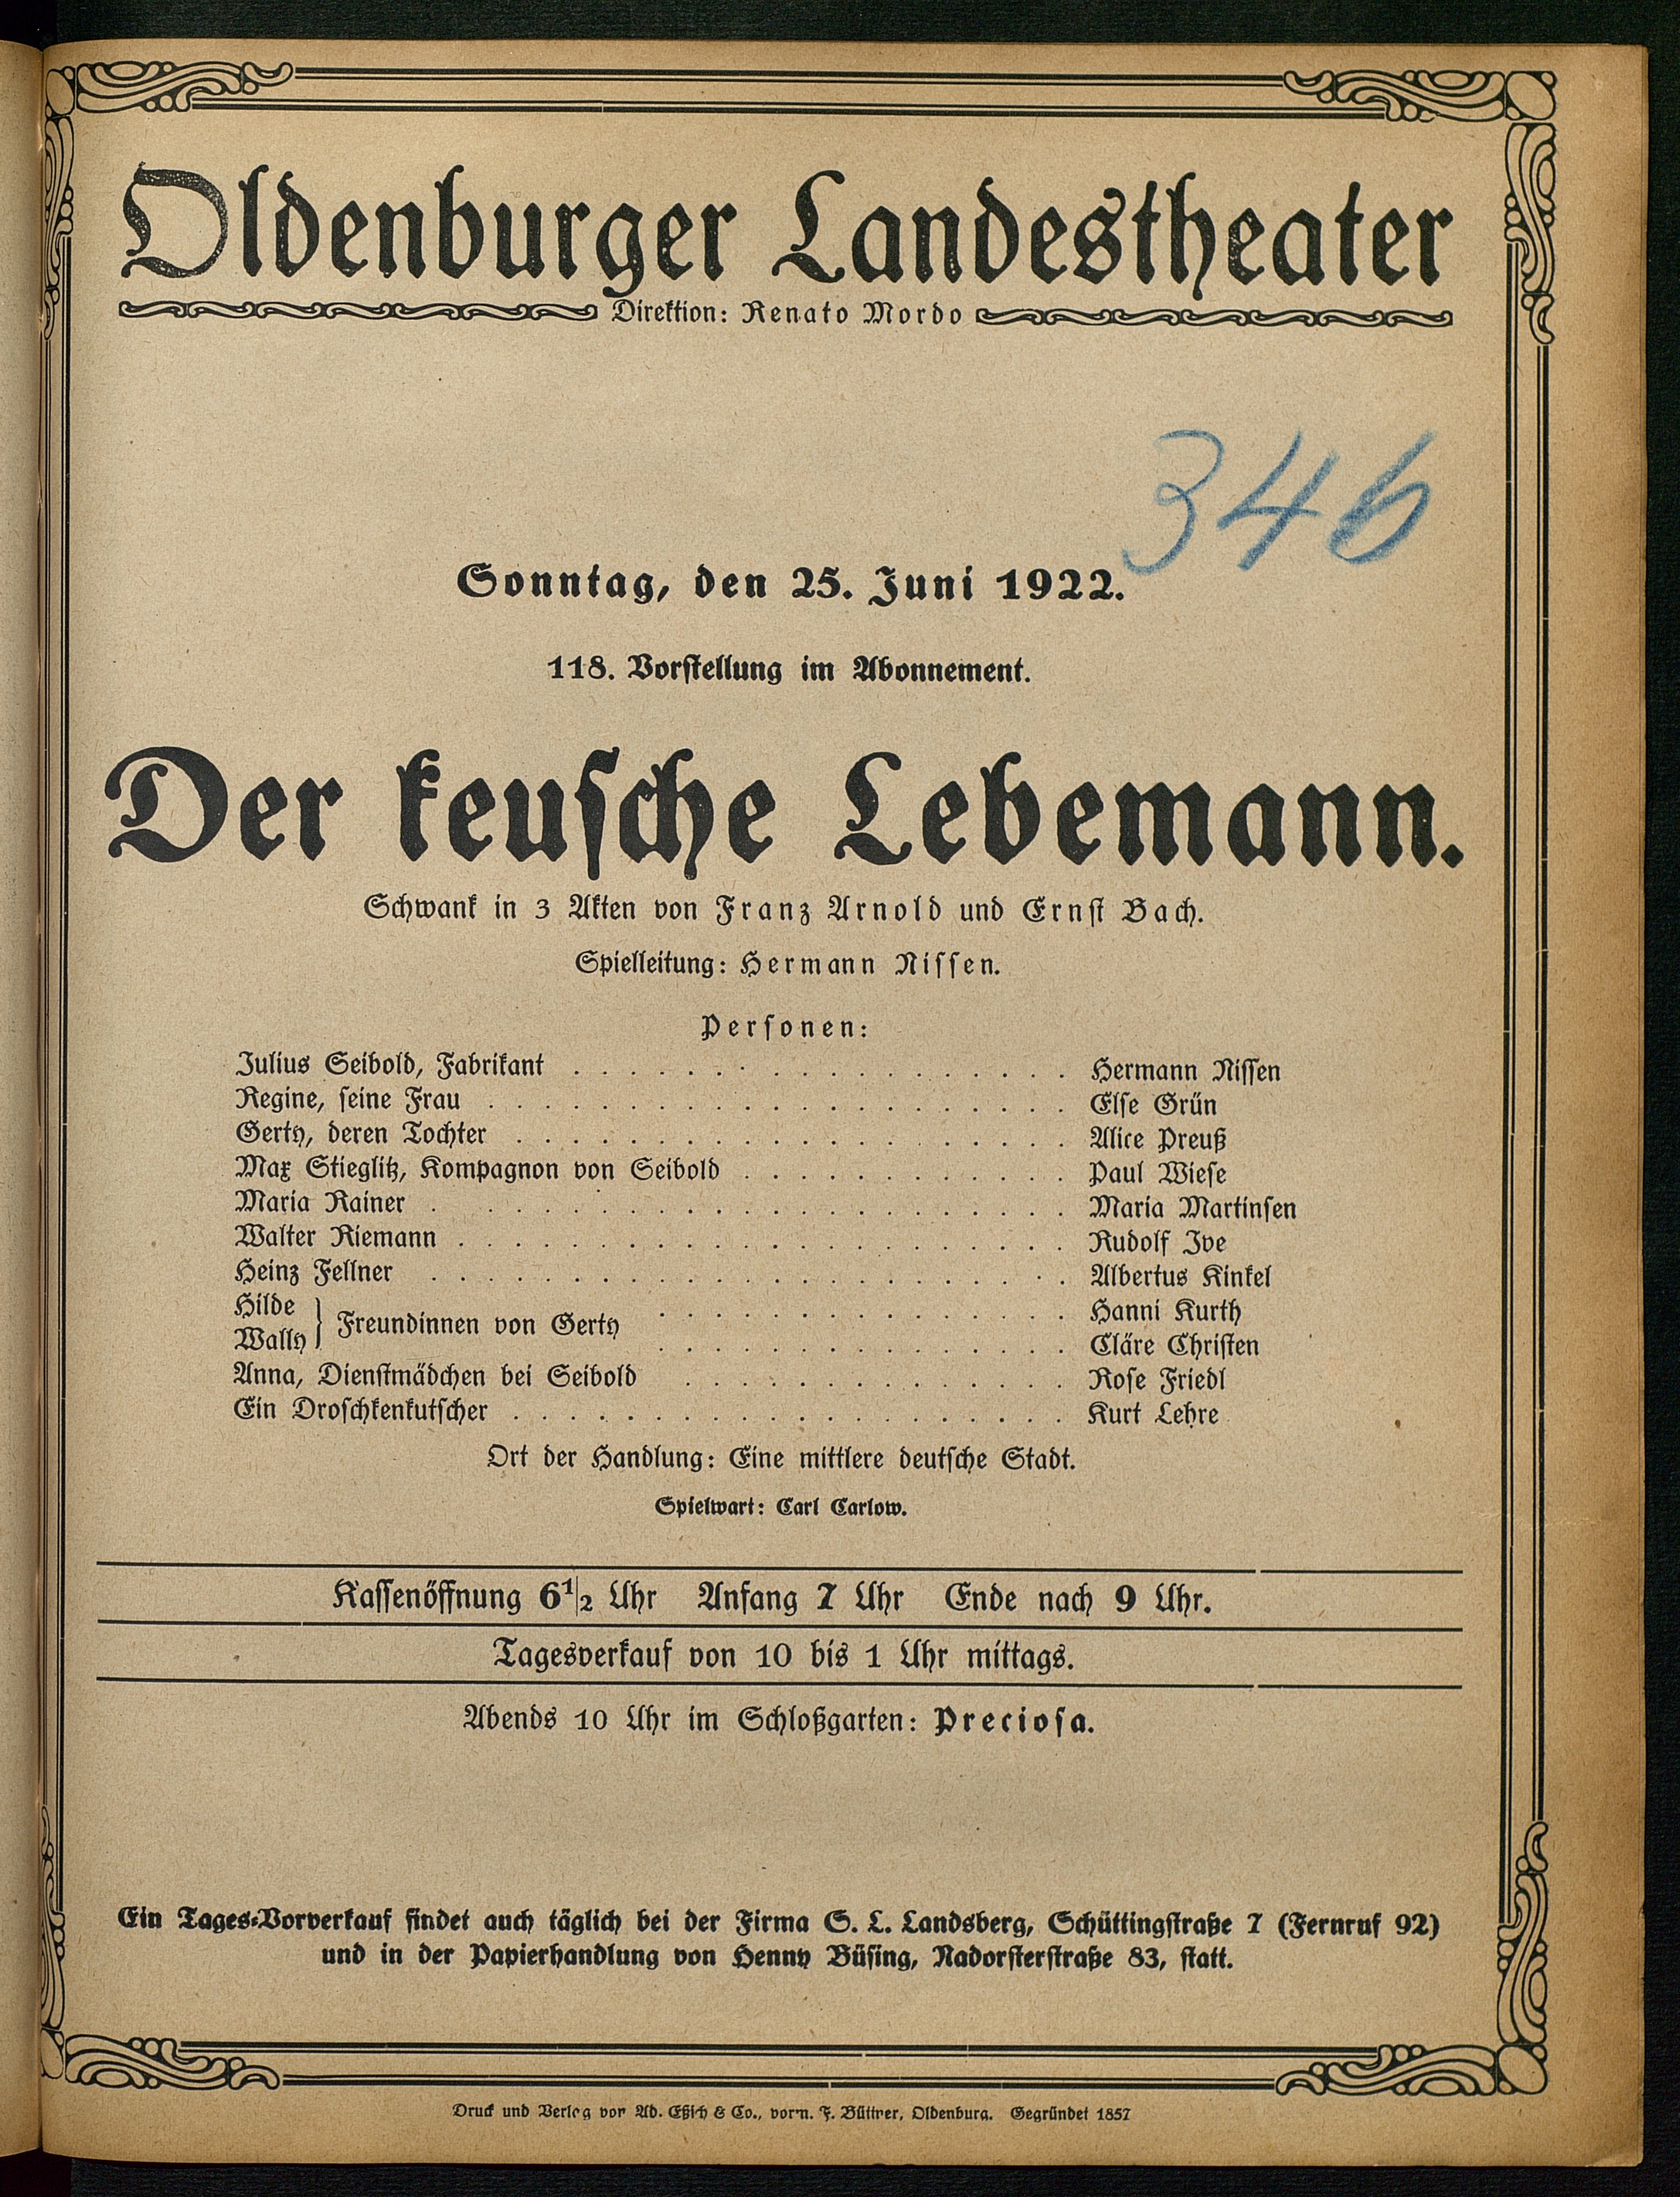 Oldenburger Landestheater
Direktion: Renato Mordo
346
Sonntag, den 25. Juni 1922.
118. Vorstellung im Abonnement.
Der keusche Lebemann.
Schwank in 3 Akten von Franz Arnold und Ernst Bach.
Spielleitung: Hermann Nissen.
Personen:
Julius Seibold, Fabrikant . . . . . . . . . . . . . . . . . . Hermann Nissen
Regine, seine Frau . . . . . . . . . . . . . . . . . . . . . Else Grün
Gerty, deren Tochter . . . . . . . . . . . . . . . . . . . . Alice Preuß
Max Stieglitz, Kompagnon von Seibold . . . . . . . . . . . . Paul Wiese
Maria Rainer . . . . . . . . . . . . . . . . . . . . . . Maria Martinsen
Walter Riemann . . . . . . . . . . . . . . . . . . . . . . Rudolf Ive
Heinz Fellner . . . . . . . . . . . . . . . . . . . . . . . Albertus Kinkel
Hilde } Freundinnen von Gerty . . . . . . . . . . . . . . . Hanni Kurth
Wally } . . . . . . . . . . . . . . . Cläre Christen
Anna, Dienstmädchen bei Seibold . . . . . . . . . . . . . . Rose Friedl
Ein Droschkenkutscher . . . . . . . . . . . . . . . . . . . . Kurt Lehre
Ort der Handlung: Eine mittlere deutsche Stadt.
Spielwart: Carl Carlow.
Kassenöffnung 6 1/2 Uhr Anfang 7 Uhr Ende nach 9 Uhr.
Tagesverkauf von 10 bis 1 Uhr mittags.
Abends 10 Uhr im Schloßgarten: Preciosa.
Ein Tages-Vorverkauf findet auch täglich bei der Firma S. L. Landsberg, Schüttingstraße 7 (Fernruf 92)
und in der Papierhandlung von Henny Büsing, Nadorsterstraße 83, statt.
Druck und Verlag von Ad. Eßich & Co., vorm. F. Büttner, Oldenburg. Gegründet 1857